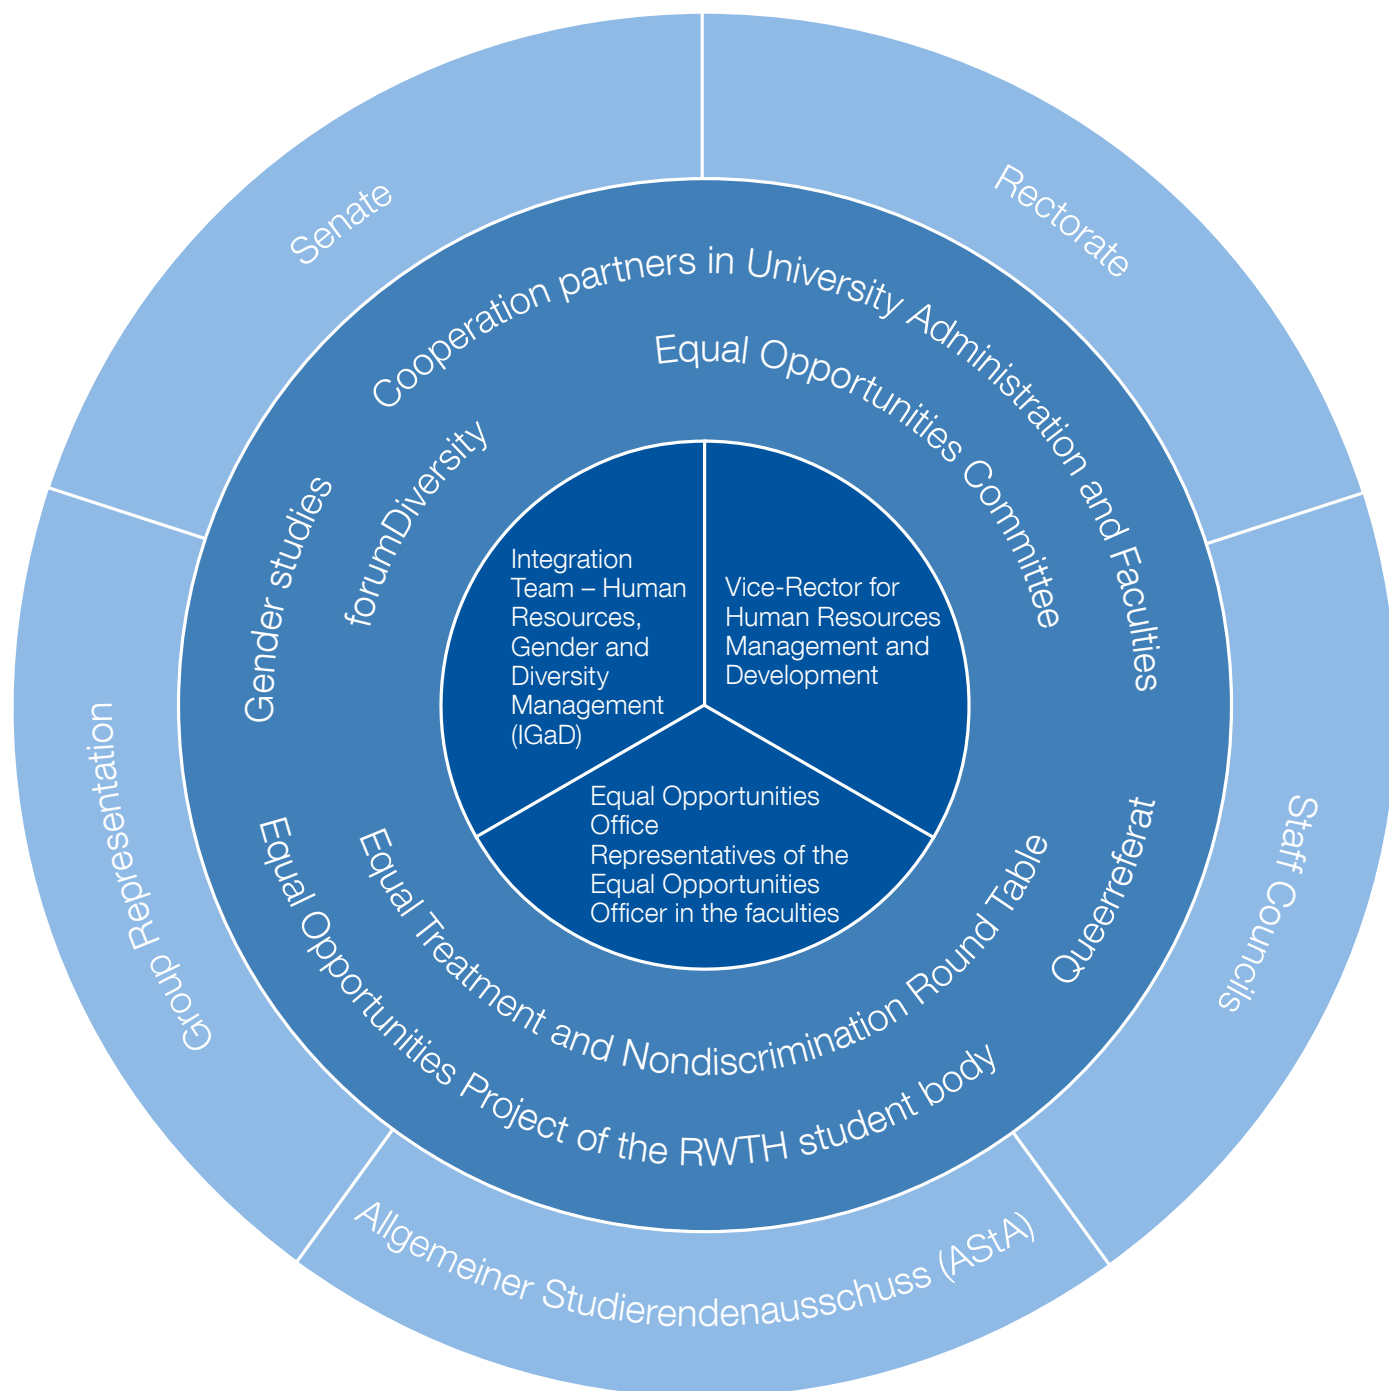 Senate
Rectorate
Cooperation partners in University Administration and Faculties
Equal Opportunities Committee
forumDiversity
Gender studies
Integration
Team – Human
Resources,
Gender and
Diversity
Management
(IGaD)
Vice-Rector for
Human Resources
Management and
Development
Equal Opportunities
Office
Representatives of the
Equal Opportunities
Officer in the faculties
Group Representation
Staff Councils
Queerreferat
Equal Treatment and Nondiscrimination Round Table
Equal Opportunities Project of the RWTH student body
Allgemeiner Studierendenausschuss (AStA)